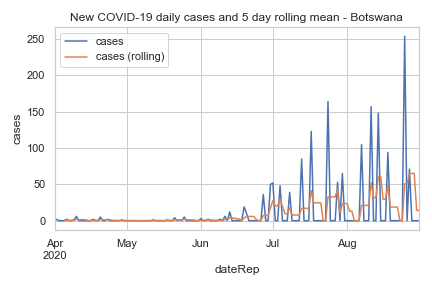 New COVID-19 daily cases and 5 day rolling mean - Botswana
cases
cases (rolling)
250
200
150
100
50
0
cases
Apr May Jun Jul Aug
2020
dateRep